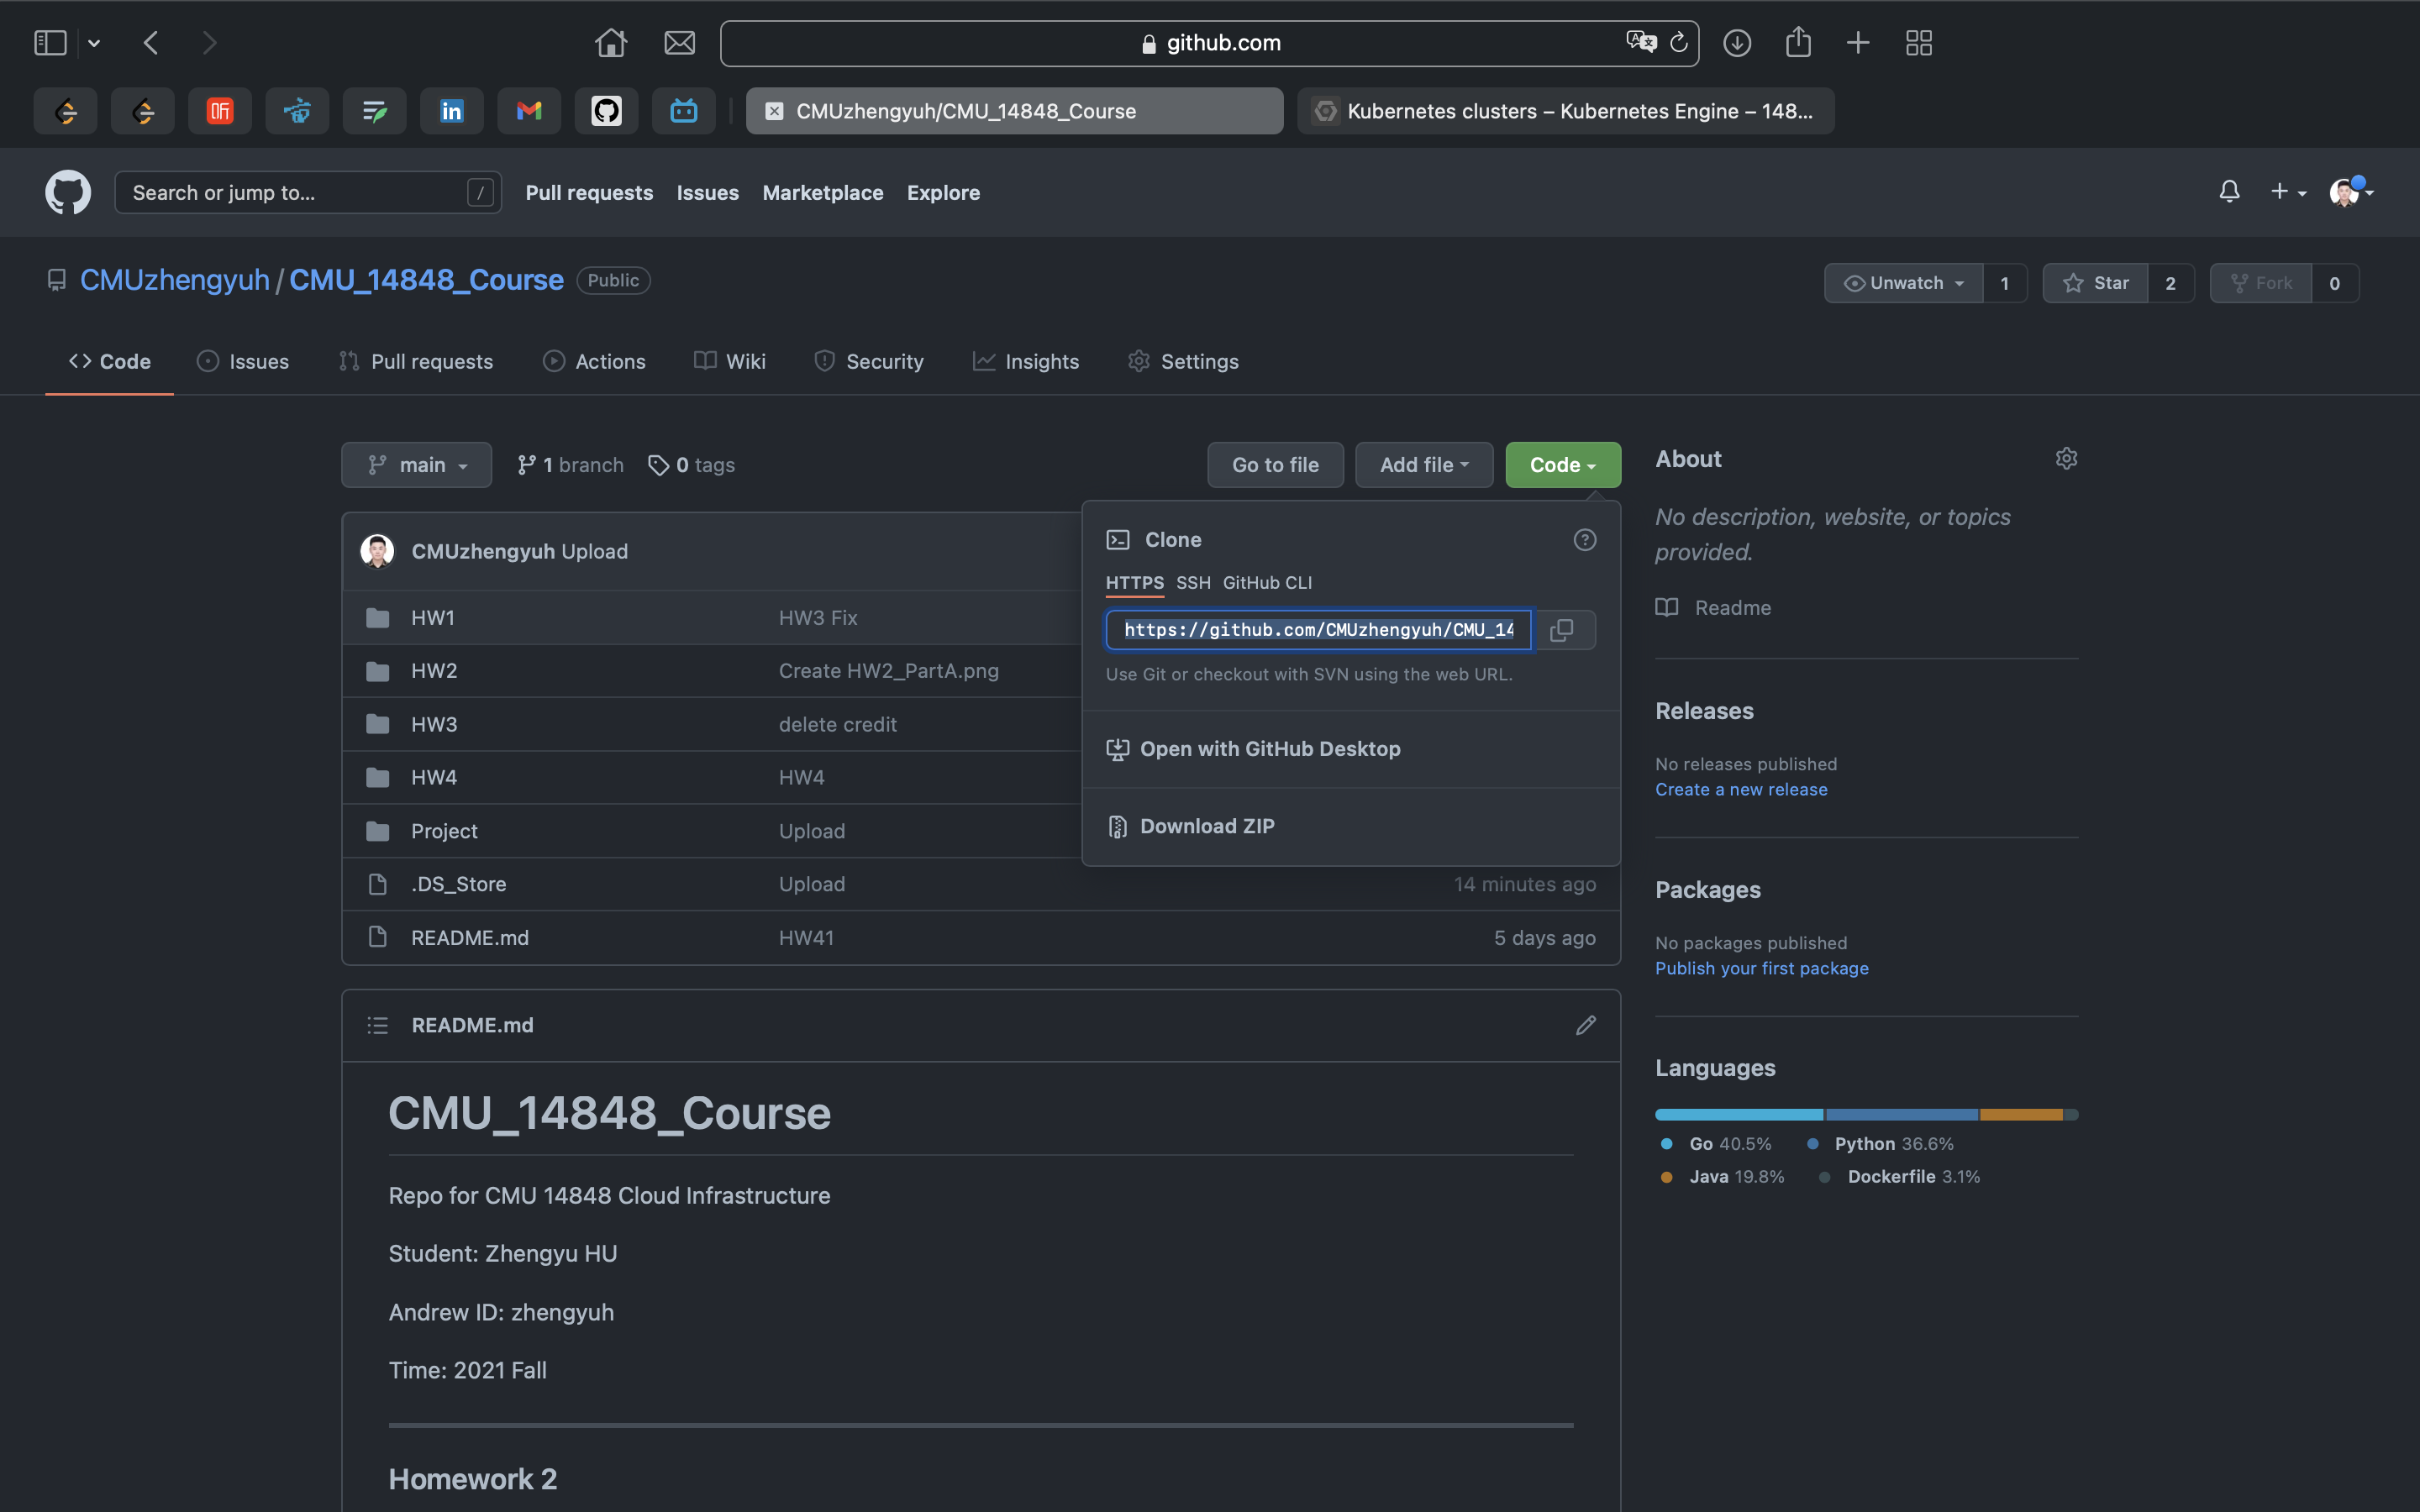 github.com
听
in
CMUzhengyuh/CMU_14848_Course
Kubernetes clusters – Kubernetes Engine – 148...
Search or jump to...
/
Pull requests
Issues
Marketplace
Explore
CMUzhengyuh / CMU_14848_Course
Public
Unwatch 1
Star 2
Fork 0
Code
Issues
Pull requests
Actions
Wiki
Security
Insights
Settings
main
1 branch
0 tags
Go to file
Add file
Code
CMUzhengyuh Upload
HW1 HW3 Fix
HW2 Create HW2_PartA.png
HW3 delete credit
HW4 HW4
Project Upload
.DS_Store Upload 14 minutes ago
README.md HW41 5 days ago
Clone
HTTPS SSH GitHub CLI
https://github.com/CMUzhengyuh/CMU_14
Use Git or checkout with SVN using the web URL.
Open with GitHub Desktop
Download ZIP
README.md
CMU_14848_Course
Repo for CMU 14848 Cloud Infrastructure
Student: Zhengyu HU
Andrew ID: zhengyuh
Time: 2021 Fall
Homework 2
About
No description, website, or topics
provided.
Readme
Releases
No releases published
Create a new release
Packages
No packages published
Publish your first package
Languages
Go 40.5% Python 36.6%
Java 19.8% Dockerfile 3.1%